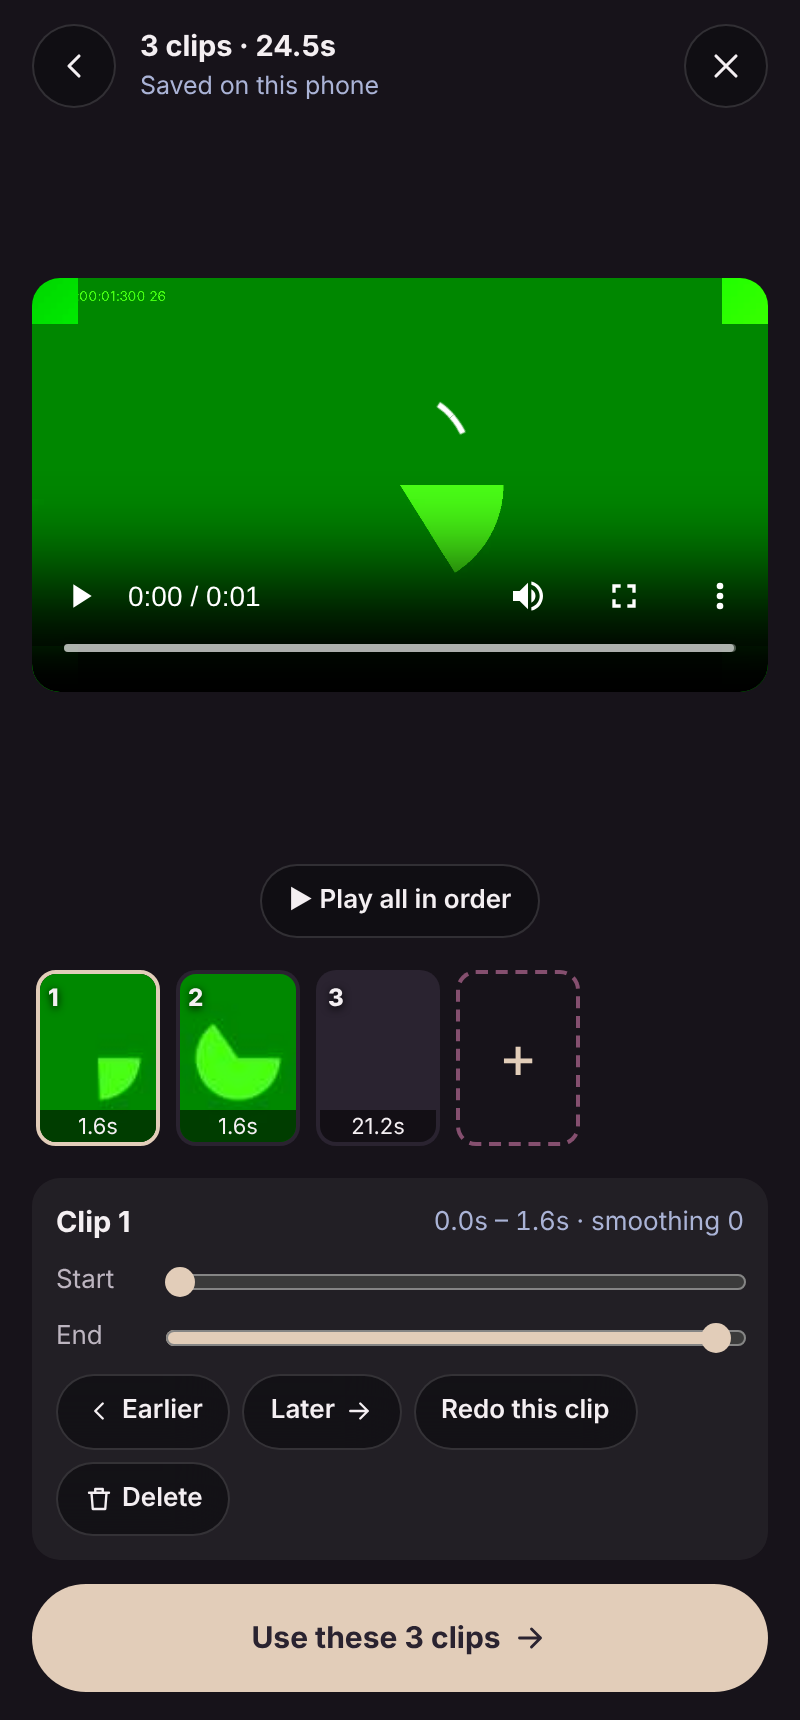 3 clips · 24.5s
Saved on this phone
00:01:300 26
0:00 / 0:01
Play all in order
1
2
3
1.6s
1.6s
21.2s
+
Clip 1
0.0s – 1.6s · smoothing 0
Start
End
Earlier
Later →
Redo this clip
Delete
Use these 3 clips →